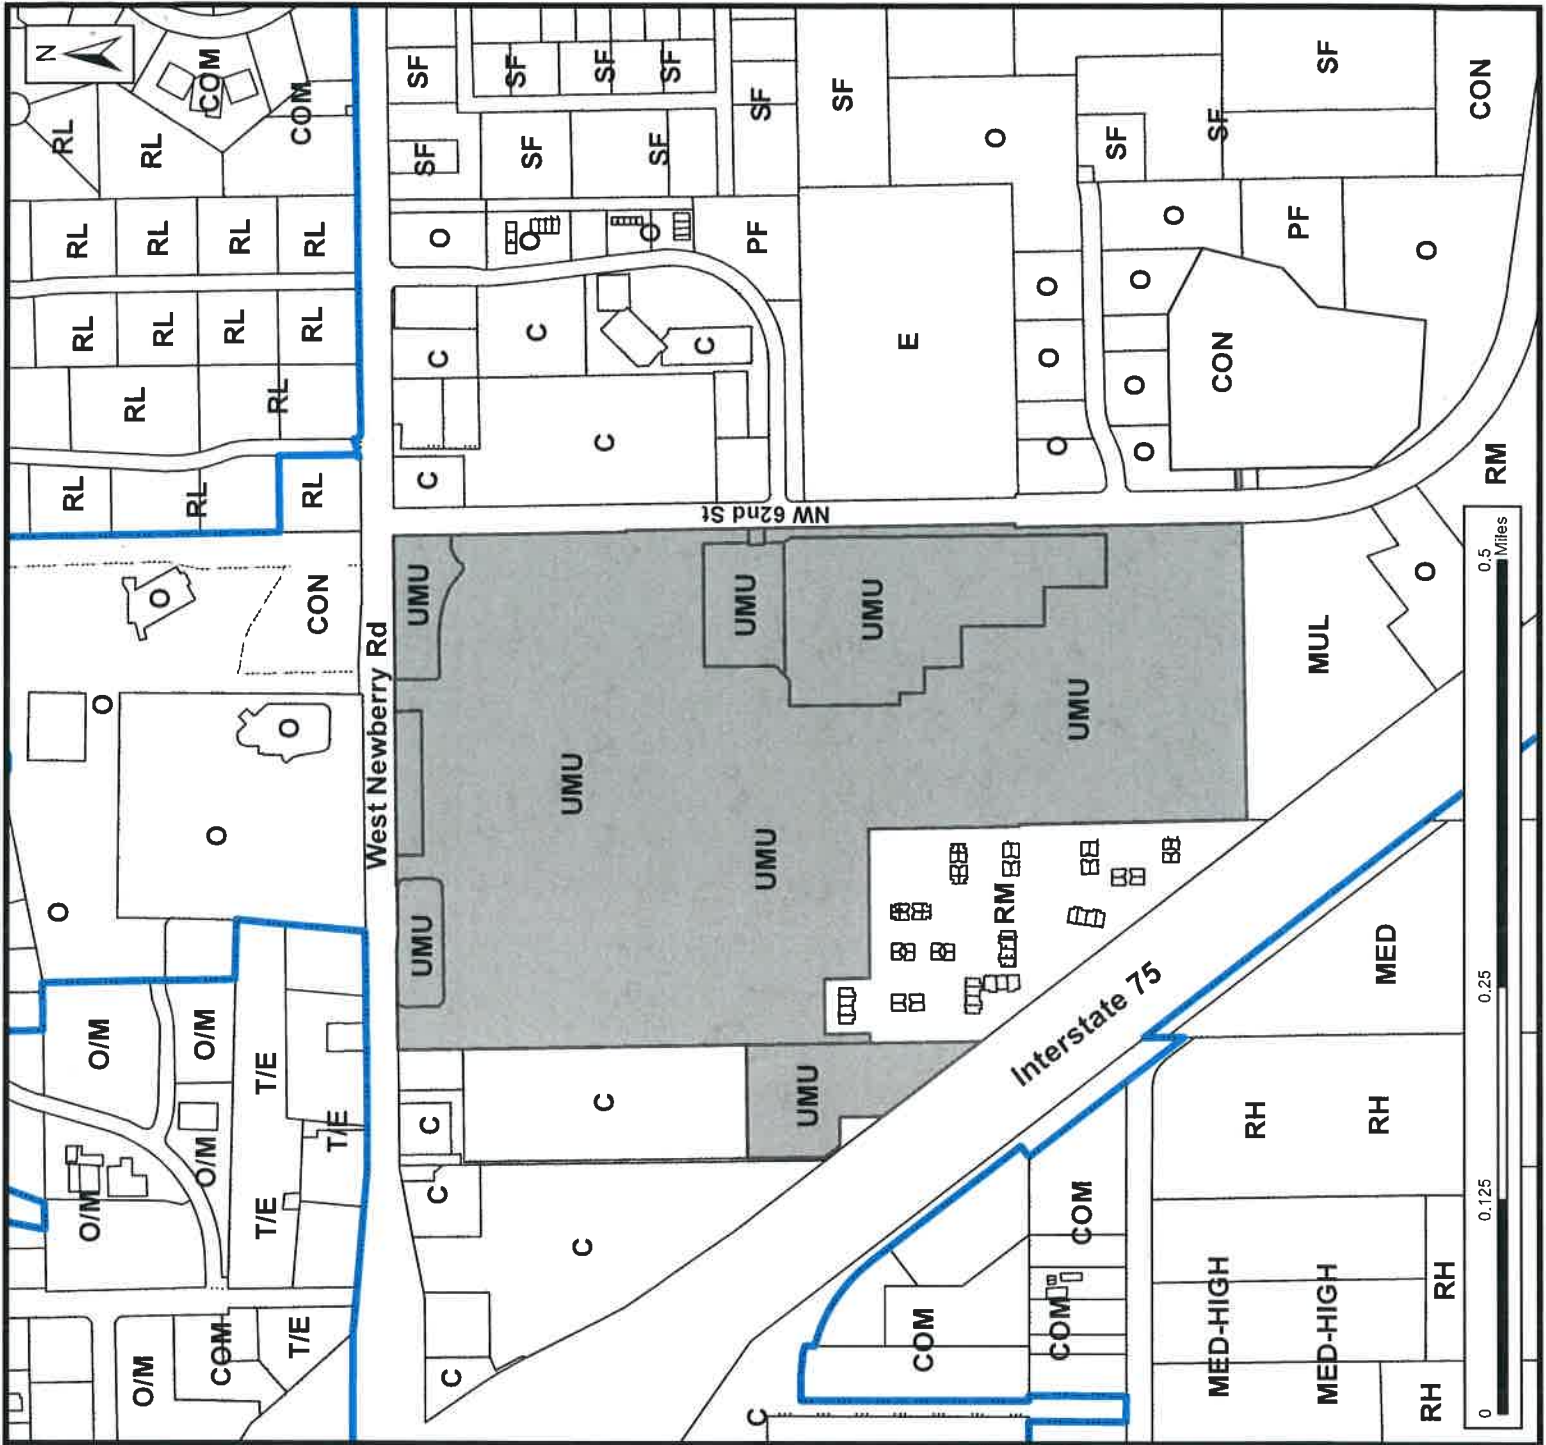 N
O
RL
O/M
O/M
O
RL
RL
RL
O/M
O
RL
RL
RL
RL
COM
O/M
O/M
O
RL
RL
RL
COM
T/E
T/E
T/E
O
RL
COM
T/E
CON
RL
RL
RL
West Newberry Rd
C
C
C
UMU
UMU
C
C
O
SF
SF
UMU
C
O
SF
SF
C
C
C
SF
O
SF
SF
NW 62nd St
C
C
UMU
UMU
PF
SF
UMU
UMU
SF
COM
E
RM
O
COM
COM
Interstate 75
UMU
O
O
O
O
O
O
O
SF
MED-HIGH
RH
CON
SF
MED-HIGH
MUL
PF
SF
RH
MED
RH
RH
O
O
0 0.125 0.25 0.5
Miles
RM
CON